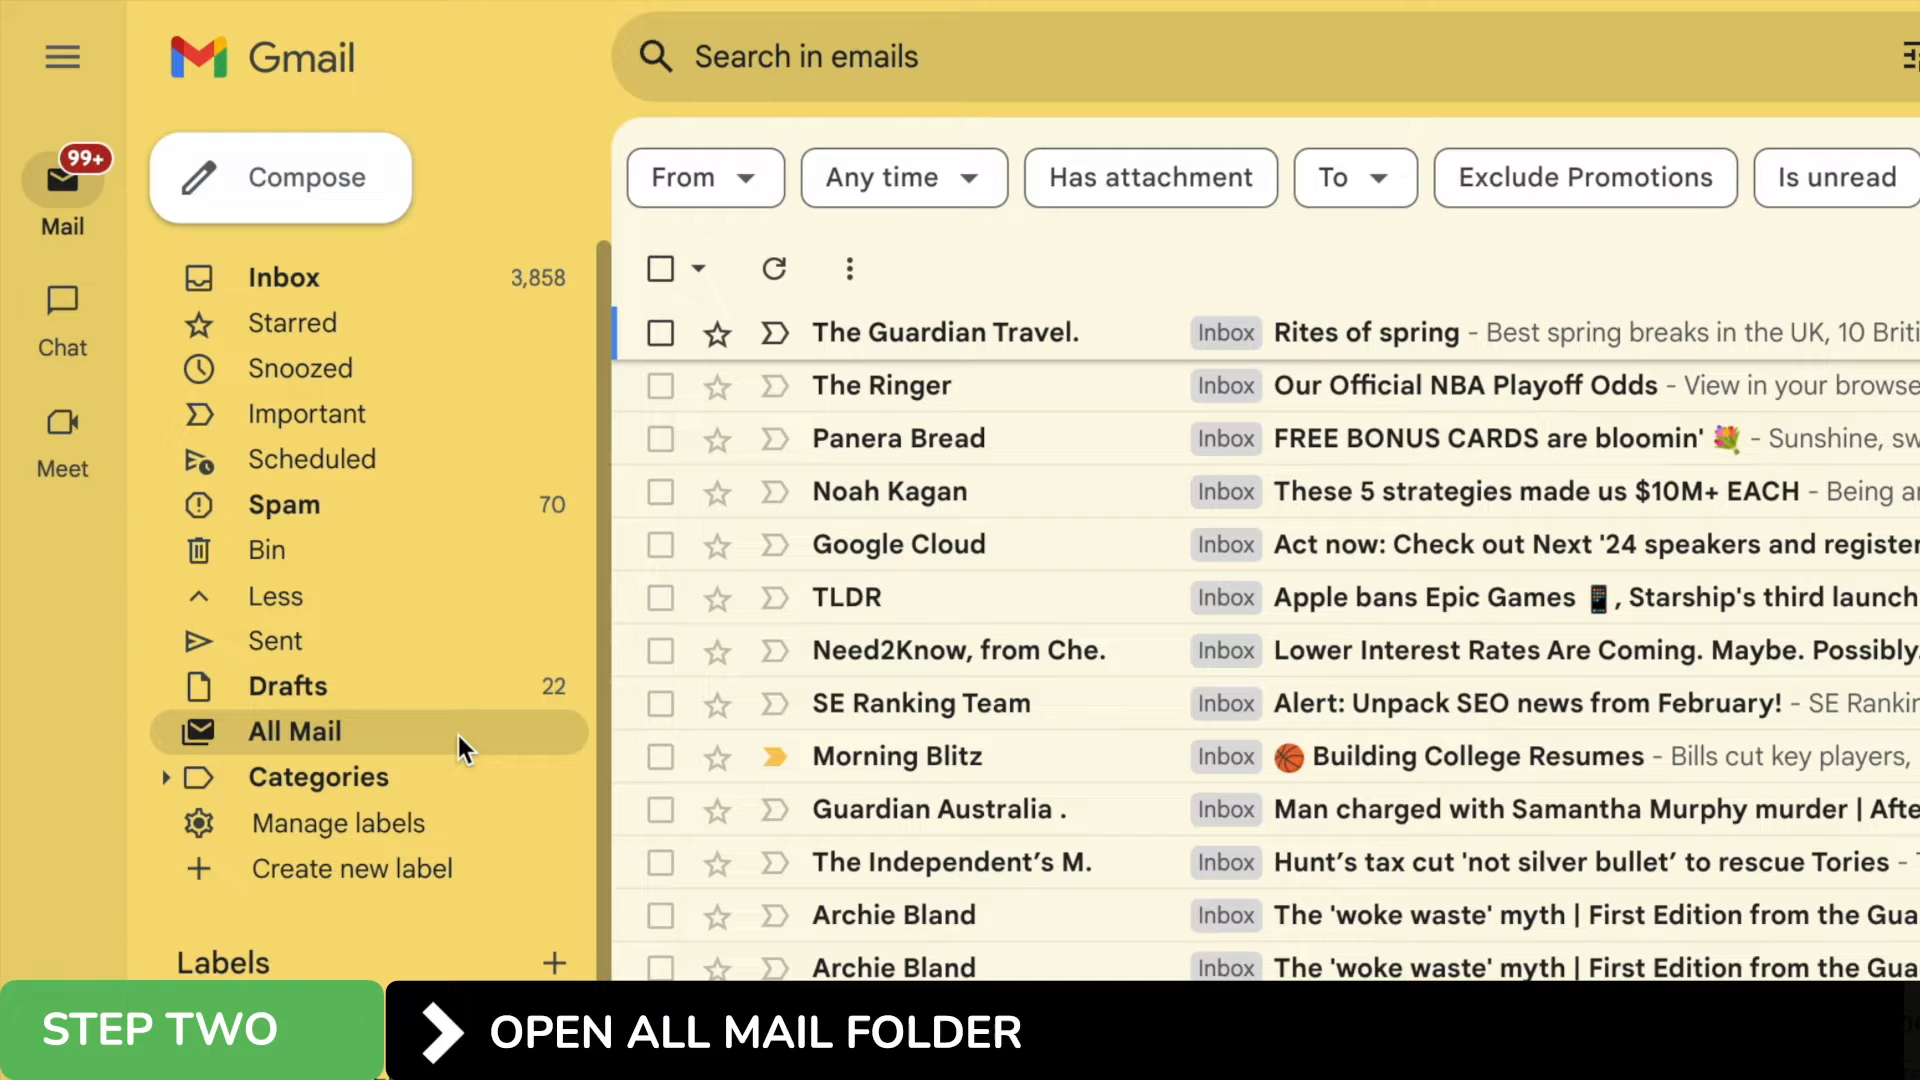 Gmail
Search in emails
99+
Mail
Chat
Meet
Compose
Inbox 3,858
Starred
Snoozed
Important
Scheduled
Spam 70
Bin
Less
Sent
Drafts 22
All Mail
Categories
Manage labels
Create new label
Labels
From
Any time
Has attachment
To
Exclude Promotions
Is unread
The Guardian Travel. Inbox Rites of spring - Best spring breaks in the UK, 10 Briti
The Ringer Inbox Our Official NBA Playoff Odds - View in your browse
Panera Bread Inbox FREE BONUS CARDS are bloomin' 💐 - Sunshine, sw
Noah Kagan Inbox These 5 strategies made us $10M+ EACH - Being a
Google Cloud Inbox Act now: Check out Next '24 speakers and register
TLDR Inbox Apple bans Epic Games 📱, Starship's third launch
Need2Know, from Che. Inbox Lower Interest Rates Are Coming. Maybe. Possibly.
SE Ranking Team Inbox Alert: Unpack SEO news from February! - SE Rankin
Morning Blitz Inbox 🏀 Building College Resumes - Bills cut key players,
Guardian Australia . Inbox Man charged with Samantha Murphy murder | Afte
The Independent’s M. Inbox Hunt’s tax cut 'not silver bullet’ to rescue Tories -
Archie Bland Inbox The 'woke waste' myth | First Edition from the Gua
Archie Bland Inbox The 'woke waste' myth | First Edition from the Gua
STEP TWO
OPEN ALL MAIL FOLDER